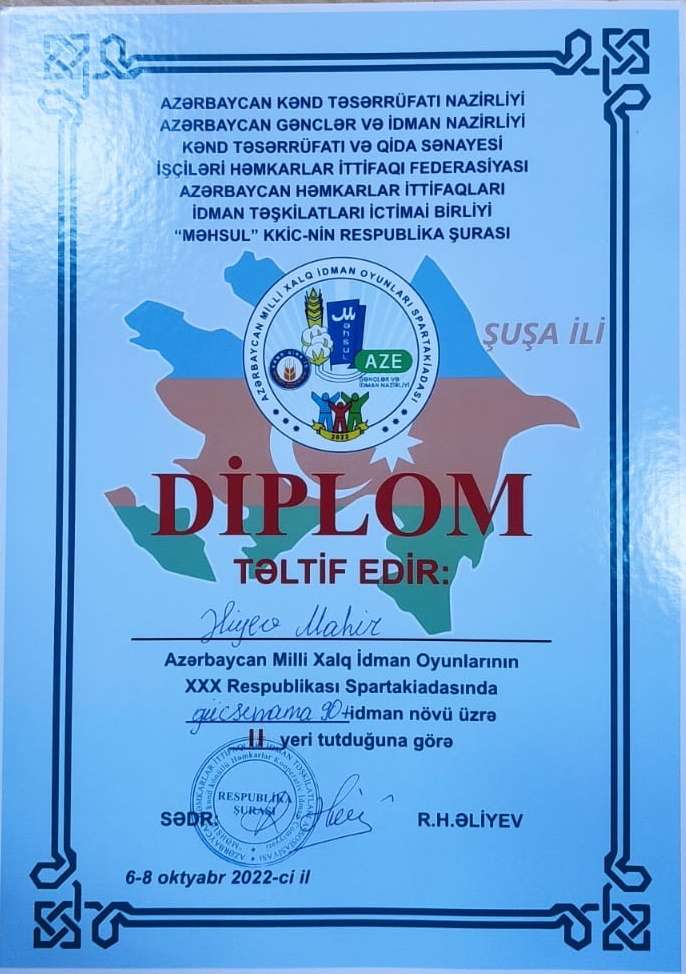 AZƏRBAYCAN KƏND TƏSƏRRÜFATI NAZİRLİYİ
AZƏRBAYCAN GƏNCLƏR VƏ İDMAN NAZİRLİYİ
KƏND TƏSƏRRÜFATI VƏ QİDA SƏNAYESİ
İŞÇİLƏRİ HƏMKARLAR İTTİFAQI FEDERASİYASI
AZƏRBAYCAN HƏMKARLAR İTTİFAQLARI
İDMAN TƏŞKİLATLARI İCTİMAİ BİRLİYİ
“MƏHSUL” KKİC-NİN RESPUBLİKA ŞURASI
AZƏRBAYCAN MİLLİ XALQ İDMAN OYUNLARI SPARTAKİADASI
Məhsul
AZE
GƏNCLƏR VƏ
İDMAN NAZİRLİYİ
2022
ŞUŞA İLİ
DİPLOM
TƏLTİF EDİR:
Əliyev Mahir
Azərbaycan Milli Xalq İdman Oyunlarının
XXX Respublikası Spartakiadasında
90+ idman növü üzrə
II yeri tutduğuna görə
RESPUBLİKA
ŞURASI
SƏDR: R.H.ƏLİYEV
6-8 oktyabr 2022-ci il